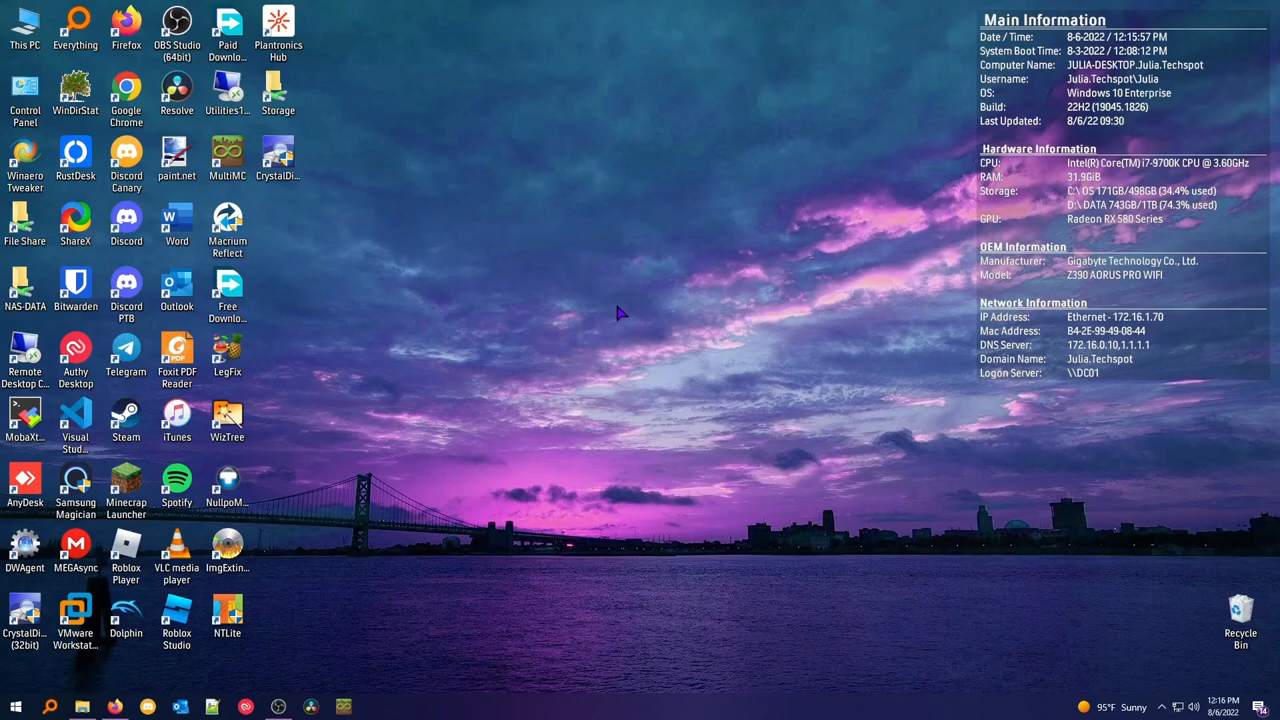 This PC
Everything
Firefox
OBS Studio
(64bit)
Paid
Downlo...
Plantronics
Hub
Control
Panel
WinDirStat
Google
Chrome
Resolve
Utilities1...
Storage
Winaero
Tweaker
RustDesk
Discord
Canary
paint.net
MultiMC
CrystalDi...
File Share
ShareX
Discord
Word
Macrium
Reflect
NAS-DATA
Bitwarden
Discord
PTB
Outlook
Free
Downlo...
Remote
Desktop C...
Authy
Desktop
Telegram
Foxit PDF
Reader
LegFix
MobaXt...
Visual
Stud...
Steam
iTunes
WizTree
AnyDesk
Samsung
Magician
Minecrap
Launcher
Spotify
NullpoM...
DWAgent
MEGAsync
Roblox
Player
VLC media
player
ImgExtin...
CrystalDi...
(32bit)
VMware
Workstat...
Dolphin
Roblox
Studio
NTLite
Main Information
Date / Time: 8-6-2022 / 12:15:57 PM
System Boot Time: 8-3-2022 / 12:08:12 PM
Computer Name: JULIA-DESKTOP.Julia.Techspot
Username: Julia.Techspot\Julia
OS: Windows 10 Enterprise
Build: 22H2 (19045.1826)
Last Updated: 8/6/22 09:30
Hardware Information
CPU: Intel(R) Core(TM) i7-9700K CPU @ 3.60GHz
RAM: 31.9GiB
Storage: C:\ OS 171GB/498GB (34.4% used)
D:\ DATA 743GB/1TB (74.3% used)
GPU: Radeon RX 580 Series
OEM Information
Manufacturer: Gigabyte Technology Co., Ltd.
Model: Z390 AORUS PRO WIFI
Network Information
IP Address: Ethernet - 172.16.1.70
Mac Address: B4-2E-99-49-08-44
DNS Server: 172.16.0.10,1.1.1.1
Domain Name: Julia.Techspot
Logon Server: \\DC01
Recycle
Bin
95°F Sunny
12:16 PM
8/6/2022
14